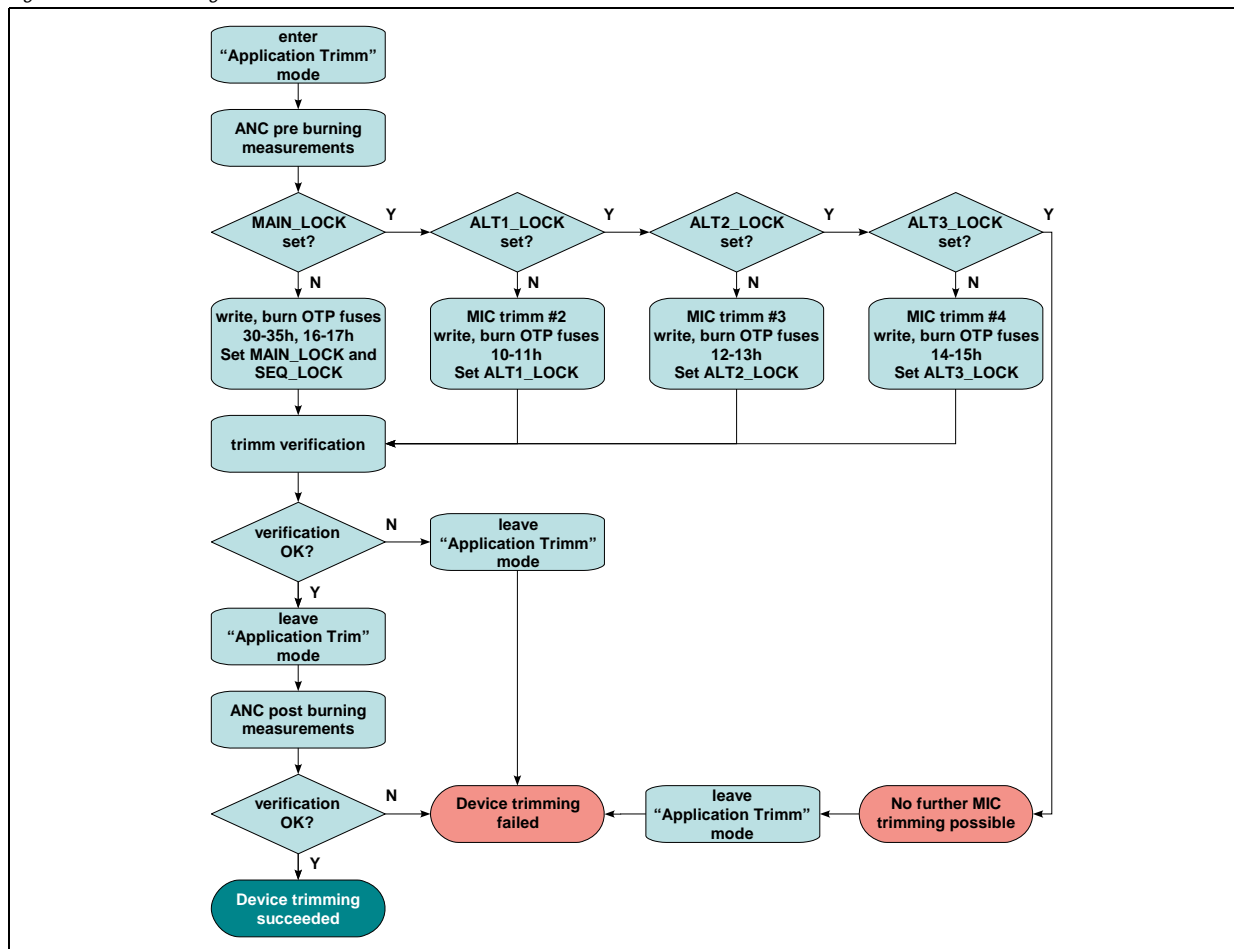 enter
“Application Trimm”
mode
ANC pre burning
measurements
MAIN_LOCK
set?
Y
ALT1_LOCK
set?
Y
ALT2_LOCK
set?
Y
ALT3_LOCK
set?
Y
N
N
N
N
write, burn OTP fuses
30-35h, 16-17h
Set MAIN_LOCK and
SEQ_LOCK
MIC trimm #2
write, burn OTP fuses
10-11h
Set ALT1_LOCK
MIC trimm #3
write, burn OTP fuses
12-13h
Set ALT2_LOCK
MIC trimm #4
write, burn OTP fuses
14-15h
Set ALT3_LOCK
trimm verification
verification
OK?
N
leave
“Application Trimm”
mode
Y
leave
“Application Trim”
mode
ANC post burning
measurements
verification
OK?
N
Device trimming
failed
leave
“Application Trimm”
mode
No further MIC
trimming possible
Y
Device trimming
succeeded